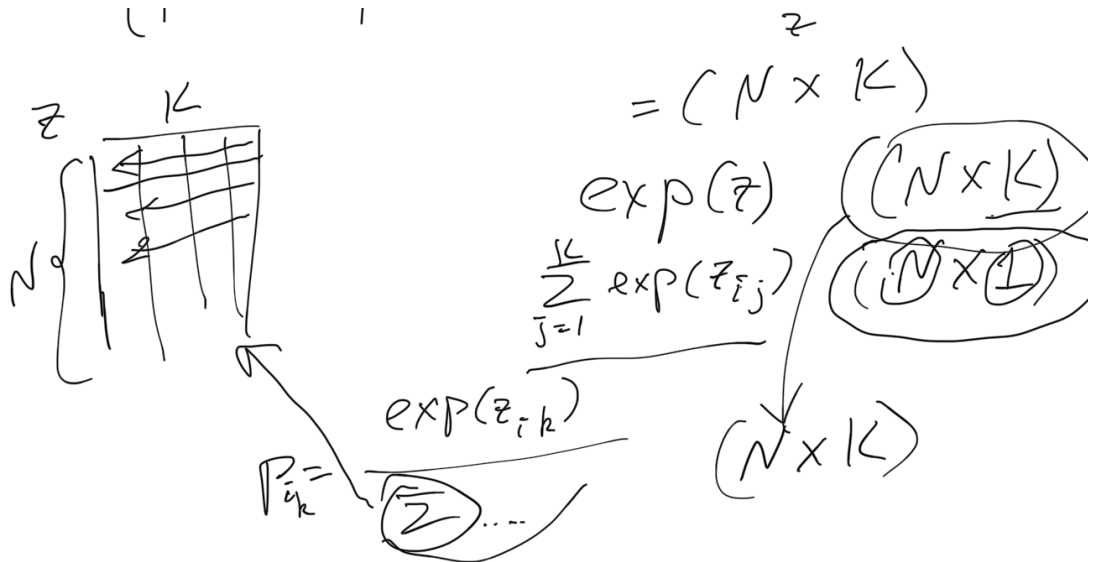 z
= (N × K)
Z K
N
exp(z) (N × K)
K
Σ exp(z_ij) (N × 1)
j=1
exp(z_ik)
P_ik = (N × K)
Σ ....